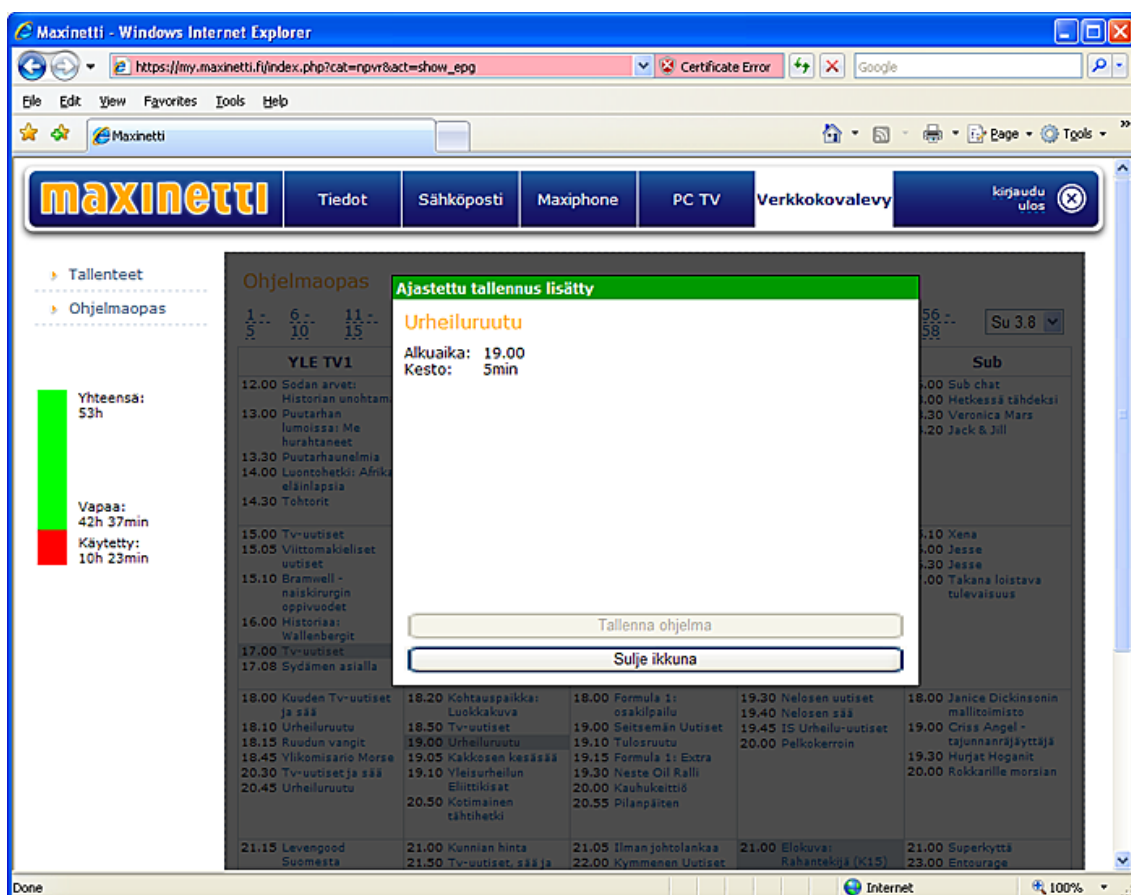 Maxinetti - Windows Internet Explorer
https://my.maxinetti.fi/index.php?cat=npvr&act=show_epg
Certificate Error
Google
File Edit View Favorites Tools Help
Maxinetti
Page Tools
maxinetti
Tiedot
Sähköposti
Maxiphone
PC TV
Verkkokovalevy
kirjaudu
ulos
Tallenteet
Ohjelmaopas
Yhteensä:
53h
Vapaa:
42h 37min
Käytetty:
10h 23min
Ohjelmaopas
1 -
5
6 -
10
11 -
15
56 -
58
Su 3.8
Ajastettu tallennus lisätty
Urheiluruutu
Alkuaika: 19.00
Kesto: 5min
Tallenna ohjelma
Sulje ikkuna
YLE TV1
12.00 Sodan arvet:
Historian unohtam
13.00 Puutarhan
lumoissa: Me
hurahtaneet
13.30 Puutarhaunelmia
14.00 Luontohetki: Afrika
eläinlapsia
14.30 Tohtorit
15.00 Tv-uutiset
15.05 Viittomakieliset
uutiset
15.10 Bramwell -
naiskirurgin
oppivuodet
16.00 Historiaa:
Wallenbergit
17.00 Tv-uutiset
17.08 Sydämen asialla
18.00 Kuuden Tv-uutiset
ja sää
18.10 Urheiluruutu
18.15 Ruudun vangit
18.45 Ylikomisario Morse
20.30 Tv-uutiset ja sää
20.45 Urheiluruutu
21.15 Levengood
Suomesta
18.20 Kohtauspaikka:
Luokkakuva
18.50 Tv-uutiset
19.00 Urheiluruutu
19.05 Kakkosen kesäsää
19.10 Yleisurheilun
Eliittikisat
20.50 Kotimainen
tähtihetki
21.00 Kunnian hinta
21.50 Tv-uutiset, sää ja
18.00 Formula 1:
osakilpailu
19.00 Seitsemän Uutiset
19.10 Tulosruutu
19.15 Formula 1: Extra
19.30 Neste Oil Ralli
20.00 Kauhukeittiö
20.55 Pilanpäiten
21.05 Ilman johtolankaa
22.00 Kymmenen Uutiset
19.30 Nelosen uutiset
19.40 Nelosen sää
19.45 IS Urheilu-uutiset
20.00 Pelkokerroin
21.00 Elokuva:
Rahantekijä (K15)
Sub
.00 Sub chat
.00 Hetkessä tähdeksi
.30 Veronica Mars
.20 Jack & Jill
.10 Xena
.00 Jesse
.30 Jesse
.00 Takana loistava
tulevaisuus
18.00 Janice Dickinsonin
mallitoimisto
19.00 Criss Angel -
tajunnanräjäyttäjä
19.30 Hurjat Hoganit
20.00 Rokkarille morsian
21.00 Superkyttä
23.00 Entourage
Done
Internet
100%